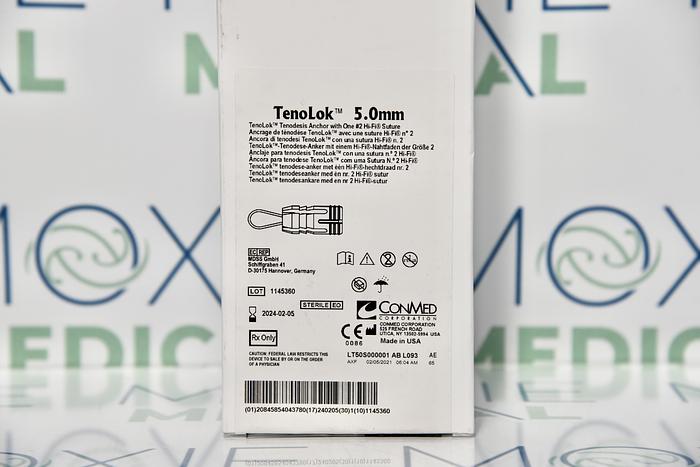 TenoLok™ 5.0mm
TenoLok™ Tenodesis Anchor with One #2 Hi-Fi® Suture
Ancrage de ténodèse TenoLok™ avec une suture Hi-Fi® n° 2
Ancora di tenodesi TenoLok™ con una sutura Hi-Fi® n. 2
TenoLok™-Tenodese-Anker mit einem Hi-Fi®-Nahtfaden der Größe 2
Anclaje para tenodesis TenoLok™ con una sutura n.° 2 Hi-Fi®
Âncora para tenodese TenoLok™ com uma Sutura N.° 2 Hi-Fi®
TenoLok™ tenodese-anker met één Hi-Fi®-hechtdraad nr. 2
TenoLok™ tenodeseanker med en nr. 2 Hi-Fi® sutur
TenoLok™ tenodesankare med en nr 2 Hi-Fi®-sutur
EC REP
MDSS GmbH
Schiffgraben 41
D-30175 Hannover, Germany
LOT 1145360
STERILE EO
2024-02-05
CONMED
CORPORATION
CONMED CORPORATION
525 FRENCH ROAD
UTICA, NY 13502-5994 USA
Made in USA
CE
0086
Rx Only
CAUTION: FEDERAL LAW RESTRICTS THIS
DEVICE TO SALE BY OR ON THE ORDER
OF A PHYSICIAN
LT50S000001 AB L093 AE
AXF 02/05/2021 06:04 AM 65
(01)20845854043780(17)240205(30)1(10)1145360
MOX
MEDIC